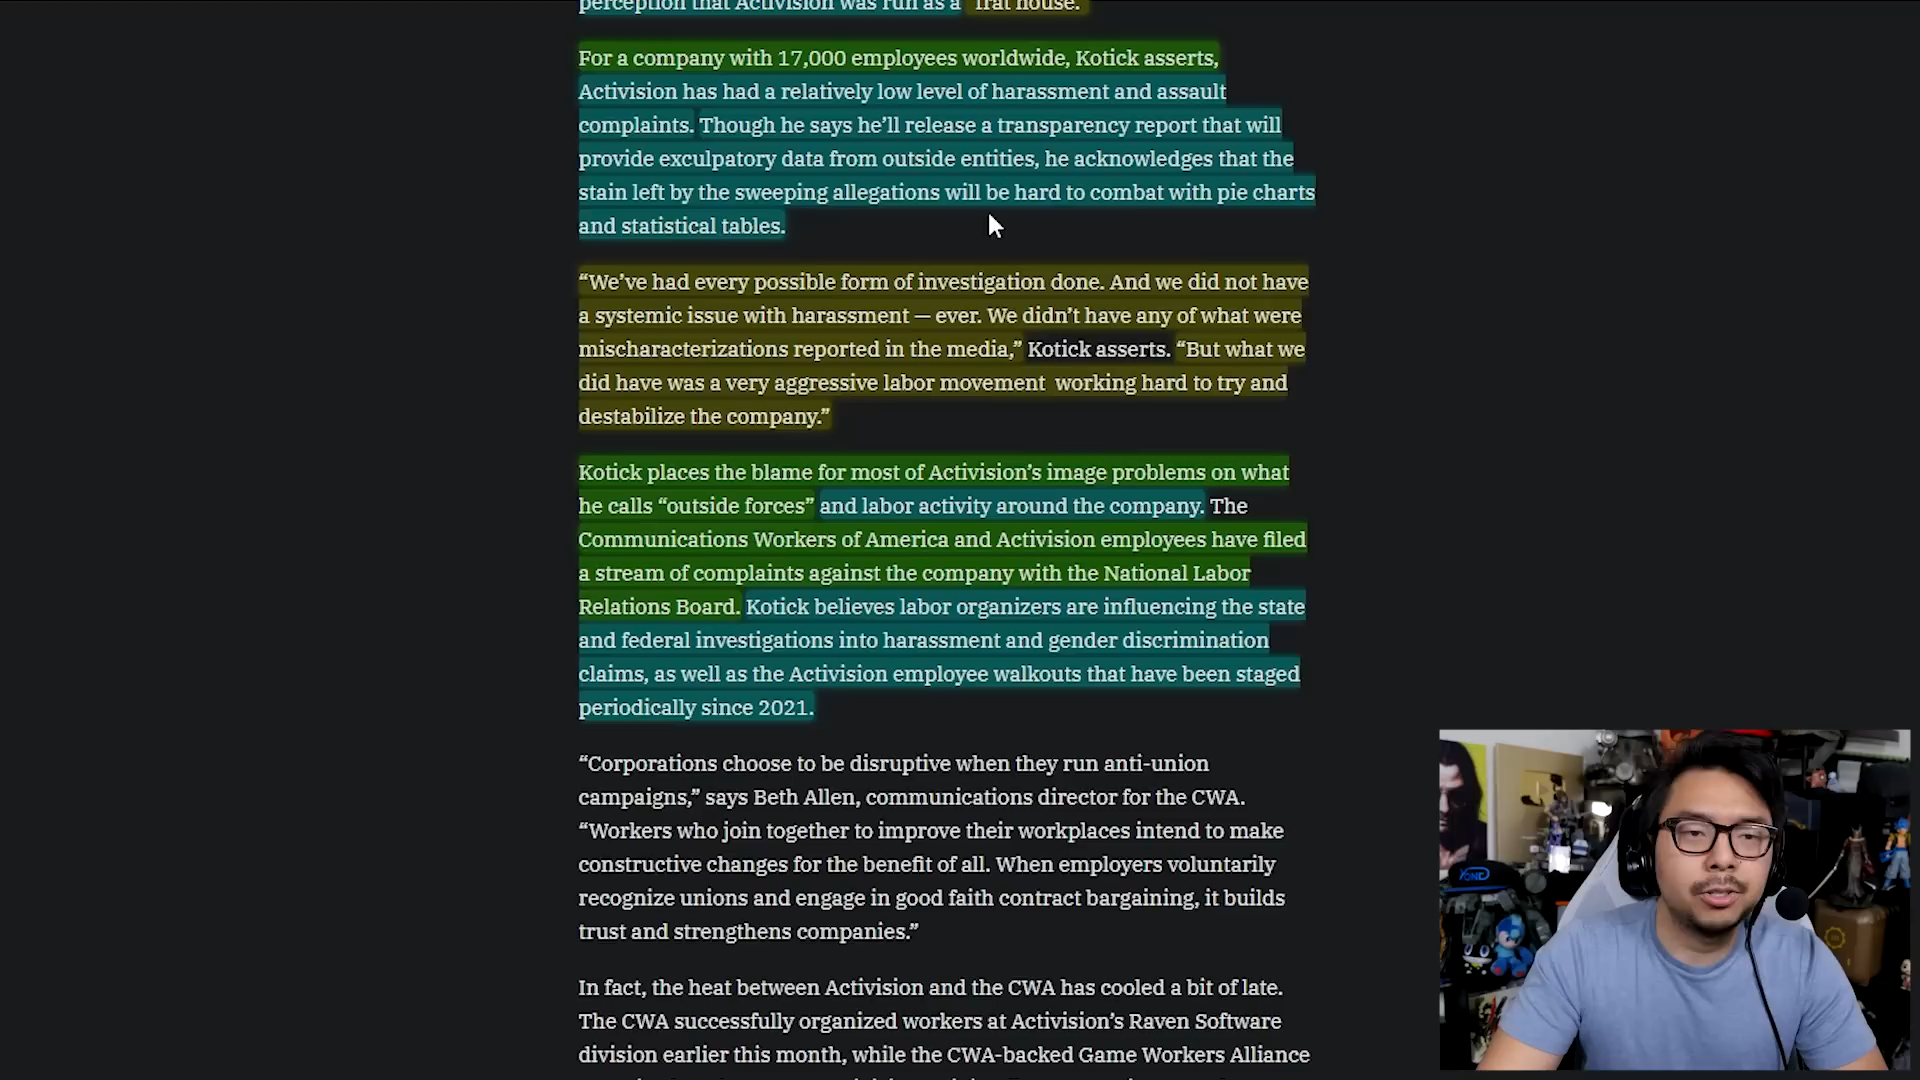 perception that Activision was run as a “frat house.”
For a company with 17,000 employees worldwide, Kotick asserts,
Activision has had a relatively low level of harassment and assault
complaints. Though he says he’ll release a transparency report that will
provide exculpatory data from outside entities, he acknowledges that the
stain left by the sweeping allegations will be hard to combat with pie charts
and statistical tables.
“We’ve had every possible form of investigation done. And we did not have
a systemic issue with harassment — ever. We didn’t have any of what were
mischaracterizations reported in the media,” Kotick asserts. “But what we
did have was a very aggressive labor movement working hard to try and
destabilize the company.”
Kotick places the blame for most of Activision’s image problems on what
he calls “outside forces” and labor activity around the company. The
Communications Workers of America and Activision employees have filed
a stream of complaints against the company with the National Labor
Relations Board. Kotick believes labor organizers are influencing the state
and federal investigations into harassment and gender discrimination
claims, as well as the Activision employee walkouts that have been staged
periodically since 2021.
“Corporations choose to be disruptive when they run anti-union
campaigns,” says Beth Allen, communications director for the CWA.
“Workers who join together to improve their workplaces intend to make
constructive changes for the benefit of all. When employers voluntarily
recognize unions and engage in good faith contract bargaining, it builds
trust and strengthens companies.”
In fact, the heat between Activision and the CWA has cooled a bit of late.
The CWA successfully organized workers at Activision’s Raven Software
division earlier this month, while the CWA-backed Game Workers Alliance